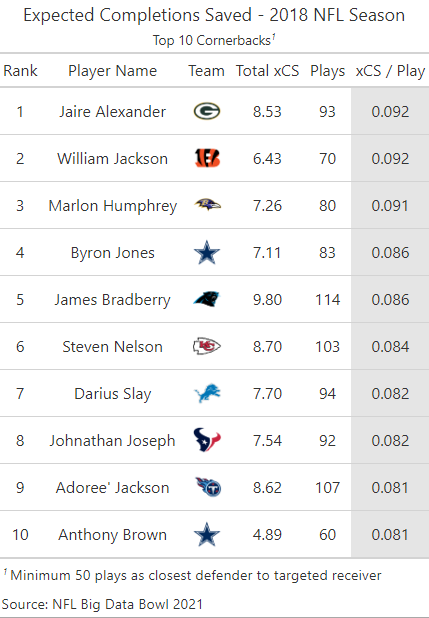 Expected Completions Saved - 2018 NFL Season
Top 10 Cornerbacks1
Rank Player Name Team Total xCS Plays xCS / Play
1 Jaire Alexander G 8.53 93 0.092
2 William Jackson 6.43 70 0.092
3 Marlon Humphrey 7.26 80 0.091
4 Byron Jones 7.11 83 0.086
5 James Bradberry 9.80 114 0.086
6 Steven Nelson KC 8.70 103 0.084
7 Darius Slay 7.70 94 0.082
8 Johnathan Joseph 7.54 92 0.082
9 Adoree' Jackson 8.62 107 0.081
10 Anthony Brown 4.89 60 0.081
1 Minimum 50 plays as closest defender to targeted receiver
Source: NFL Big Data Bowl 2021